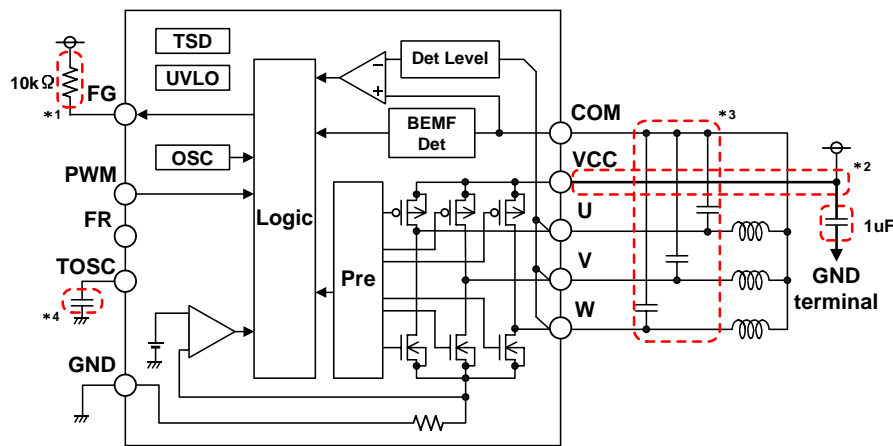 TSD
UVLO
10kΩ
FG
*1
OSC
PWM
FR
TOSC
*4
GND
Logic
Pre
Det Level
−
+
BEMF
Det
COM
*3
VCC
*2
U
V
W
1uF
GND
terminal